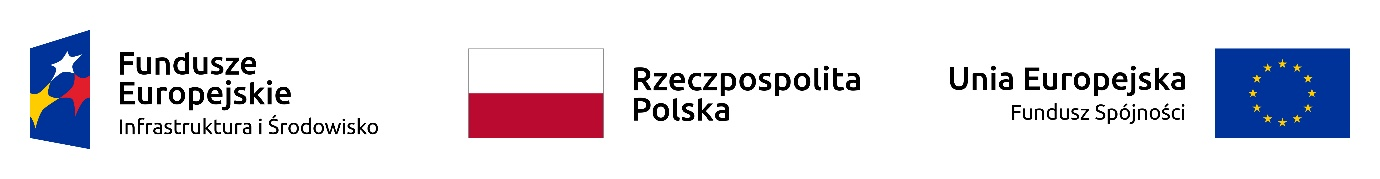 Fundusze
Europejskie
Infrastruktura i Środowisko
Rzeczpospolita
Polska
Unia Europejska
Fundusz Spójności